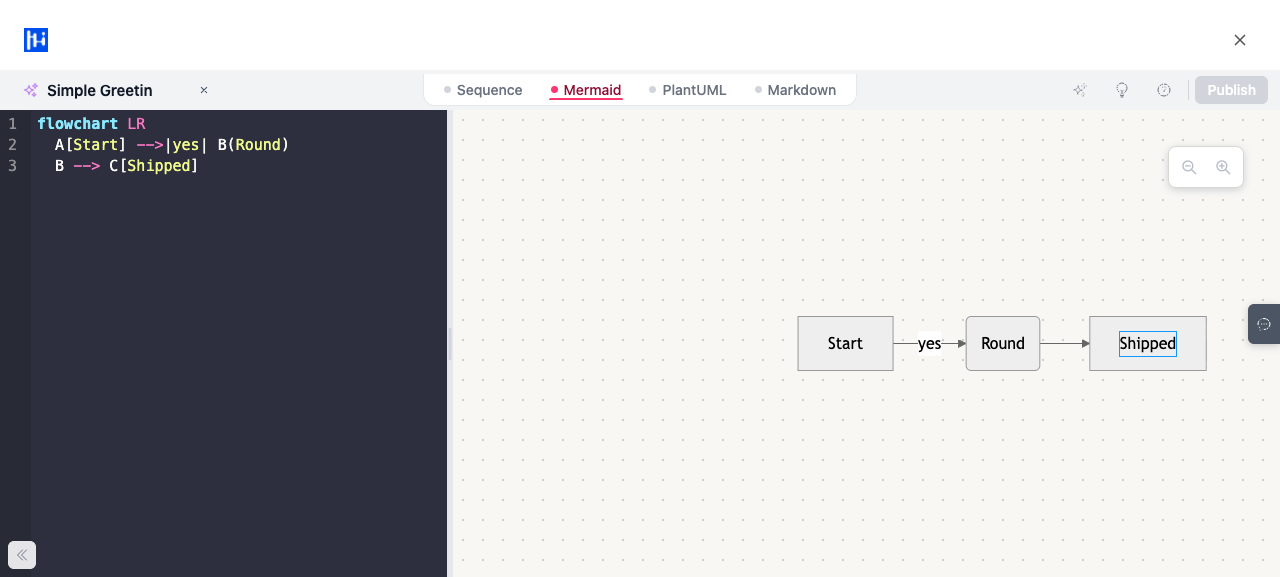 Simple Greetin
Sequence
Mermaid
PlantUML
Markdown
Publish
1 flowchart LR
2 A[Start] -->|yes| B(Round)
3 B --> C[Shipped]
Start
yes
Round
Shipped